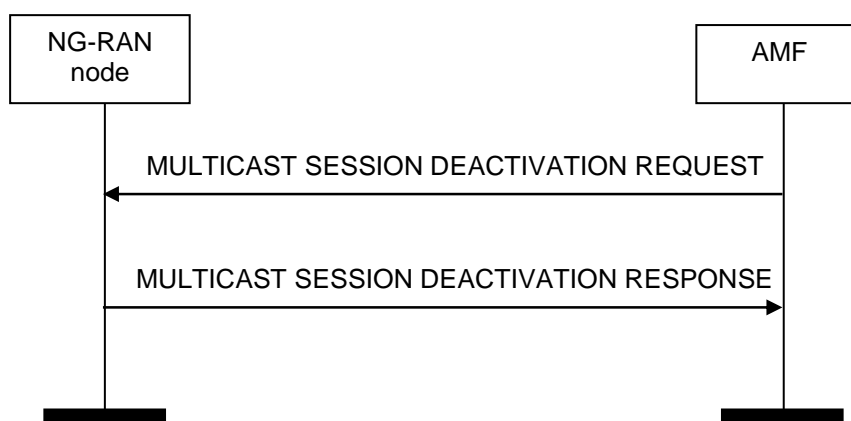 NG-RAN
node
AMF
MULTICAST SESSION DEACTIVATION REQUEST
MULTICAST SESSION DEACTIVATION RESPONSE